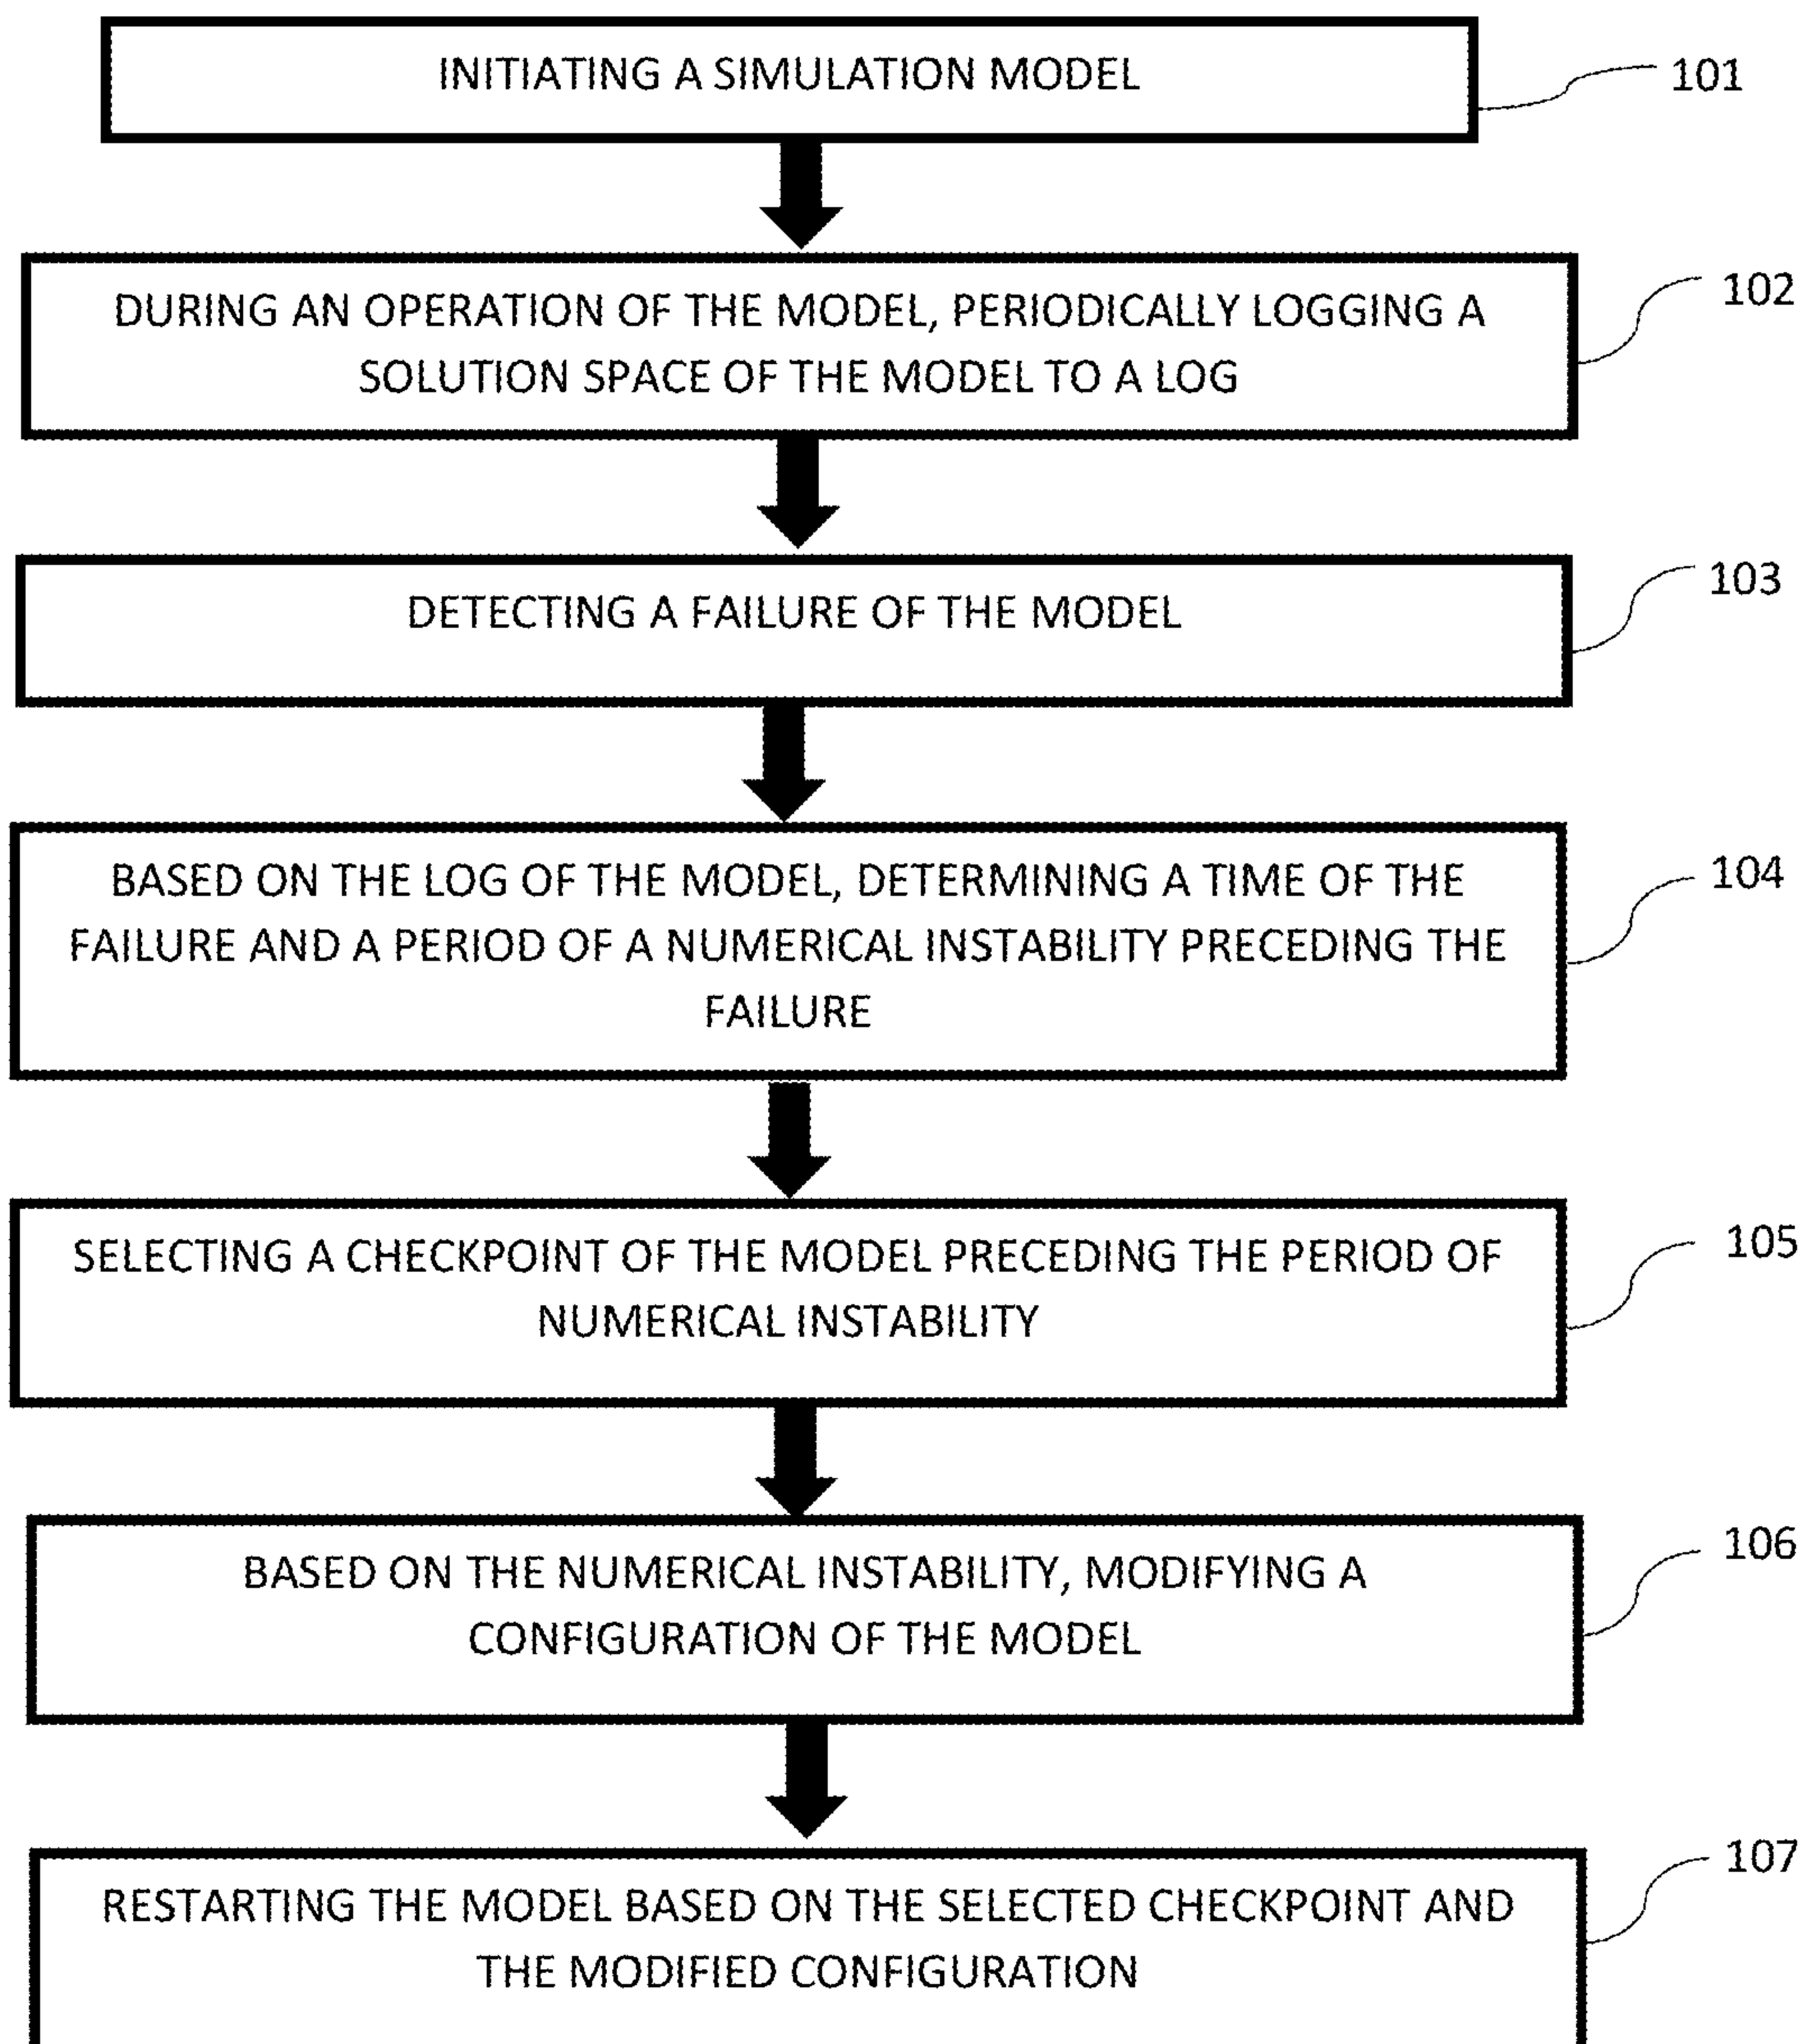 INITIATING A SIMULATION MODEL
101
DURING AN OPERATION OF THE MODEL, PERIODICALLY LOGGING A
SOLUTION SPACE OF THE MODEL TO A LOG
102
DETECTING A FAILURE OF THE MODEL
103
BASED ON THE LOG OF THE MODEL, DETERMINING A TIME OF THE
FAILURE AND A PERIOD OF A NUMERICAL INSTABILITY PRECEDING THE
FAILURE
104
SELECTING A CHECKPOINT OF THE MODEL PRECEDING THE PERIOD OF
NUMERICAL INSTABILITY
105
BASED ON THE NUMERICAL INSTABILITY, MODIFYING A
CONFIGURATION OF THE MODEL
106
RESTARTING THE MODEL BASED ON THE SELECTED CHECKPOINT AND
THE MODIFIED CONFIGURATION
107